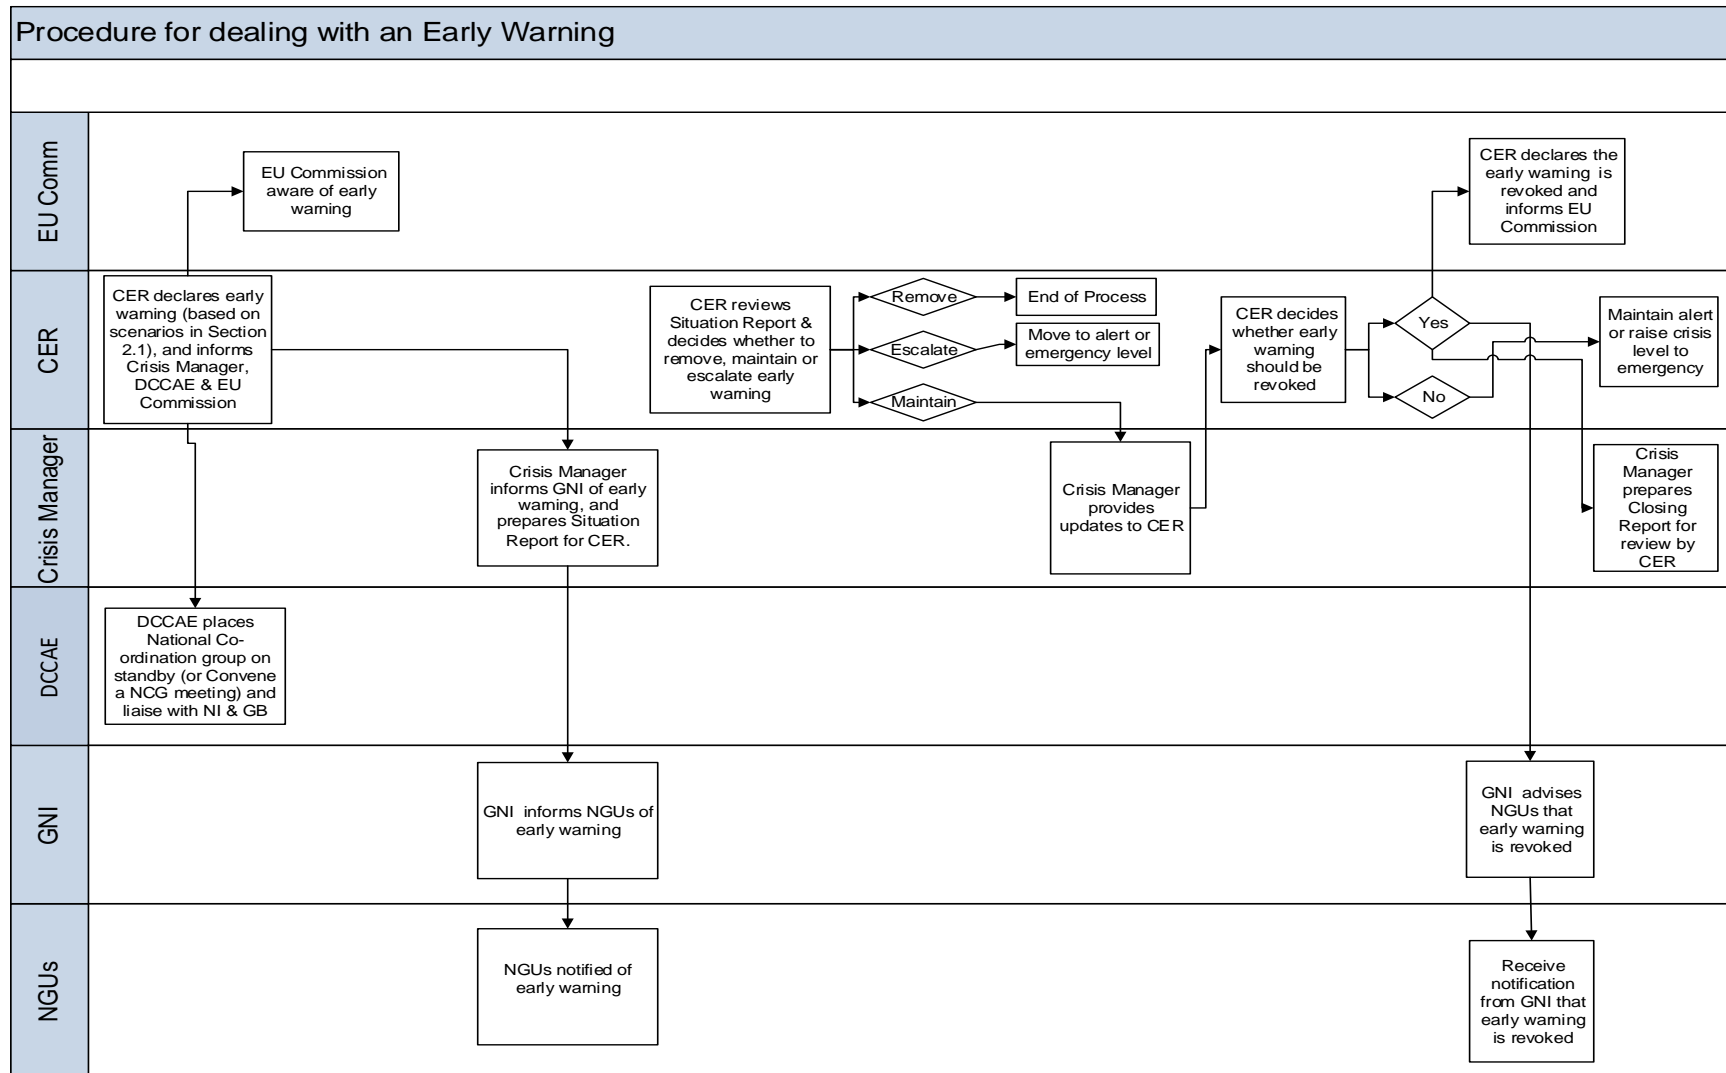 Procedure for dealing with an Early Warning
EU Comm
EU Commission
aware of early
warning
CER declares the
early warning is
revoked and
informs EU
Commission
CER
CER declares early
warning (based on
scenarios in Section
2.1), and informs
Crisis Manager,
DCCAE & EU
Commission
CER reviews
Situation Report &
decides whether to
remove, maintain or
escalate early
warning
Remove
End of Process
Escalate
Move to alert or
emergency level
Maintain
CER decides
whether early
warning
should be
revoked
Yes
No
Maintain alert
or raise crisis
level to
emergency
Crisis Manager
Crisis Manager
informs GNI of early
warning, and
prepares Situation
Report for CER.
Crisis Manager
provides
updates to CER
Crisis
Manager
prepares
Closing
Report for
review by
CER
DCCAE
DCCAE places
National Co-
ordination group on
standby (or Convene
a NCG meeting) and
liaise with NI & GB
GNI
GNI informs NGUs of
early warning
GNI advises
NGUs that
early warning
is revoked
NGUs
NGUs notified of
early warning
Receive
notification
from GNI that
early warning
is revoked